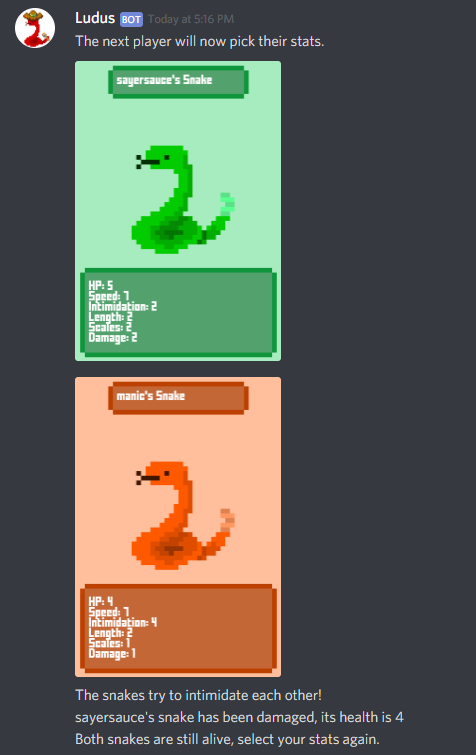 Ludus BOT Today at 5:16 PM
The next player will now pick their stats.
sayersauce's Snake
HP: 5
Speed: 7
Intimidation: 2
Length: 2
Scales: 2
Damage: 2
manic's Snake
HP: 4
Speed: 7
Intimidation: 4
Length: 2
Scales: 1
Damage: 1
The snakes try to intimidate each other!
sayersauce's snake has been damaged, its health is 4
Both snakes are still alive, select your stats again.